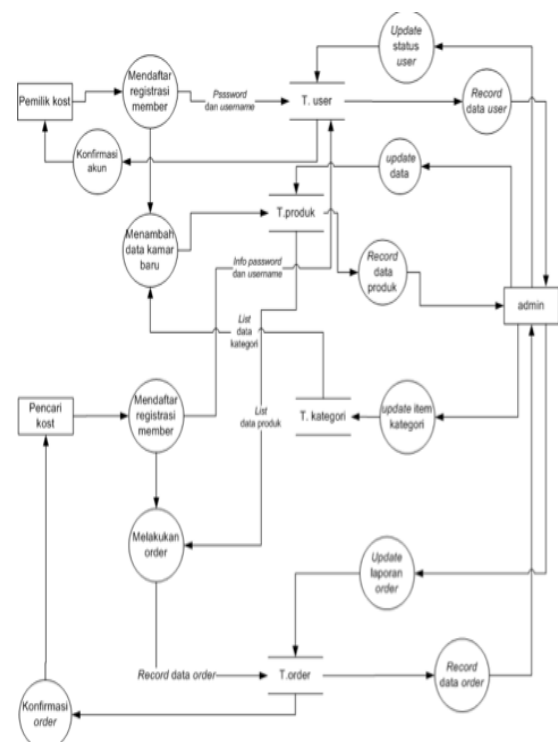 Update
status
user
Pemilik kost
Mendaftar
registrasi
member
Pssword
dan username
T. user
Record
data user
Konfirmasi
akun
update
data
T.produk
Menambah
data kamar
baru
Info password
dan username
Record
data
produk
admin
List
data
kategori
Pencari
kost
Mendaftar
registrasi
member
List
data produk
T. kategori
update item
kategori
Melakukan
order
Update
laporan
order
Record data order
T.order
Record
data order
Konfirmasi
order